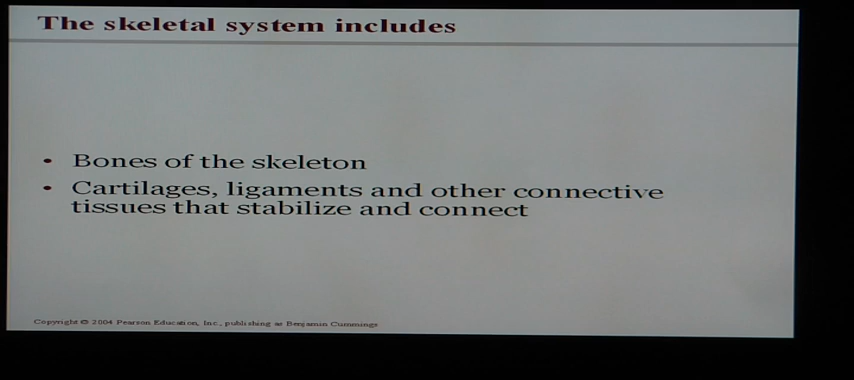 The skeletal system includes
• Bones of the skeleton
• Cartilages, ligaments and other connective
tissues that stabilize and connect
Copyright © 2004 Pearson Education, Inc., publishing as Benjamin Cummings